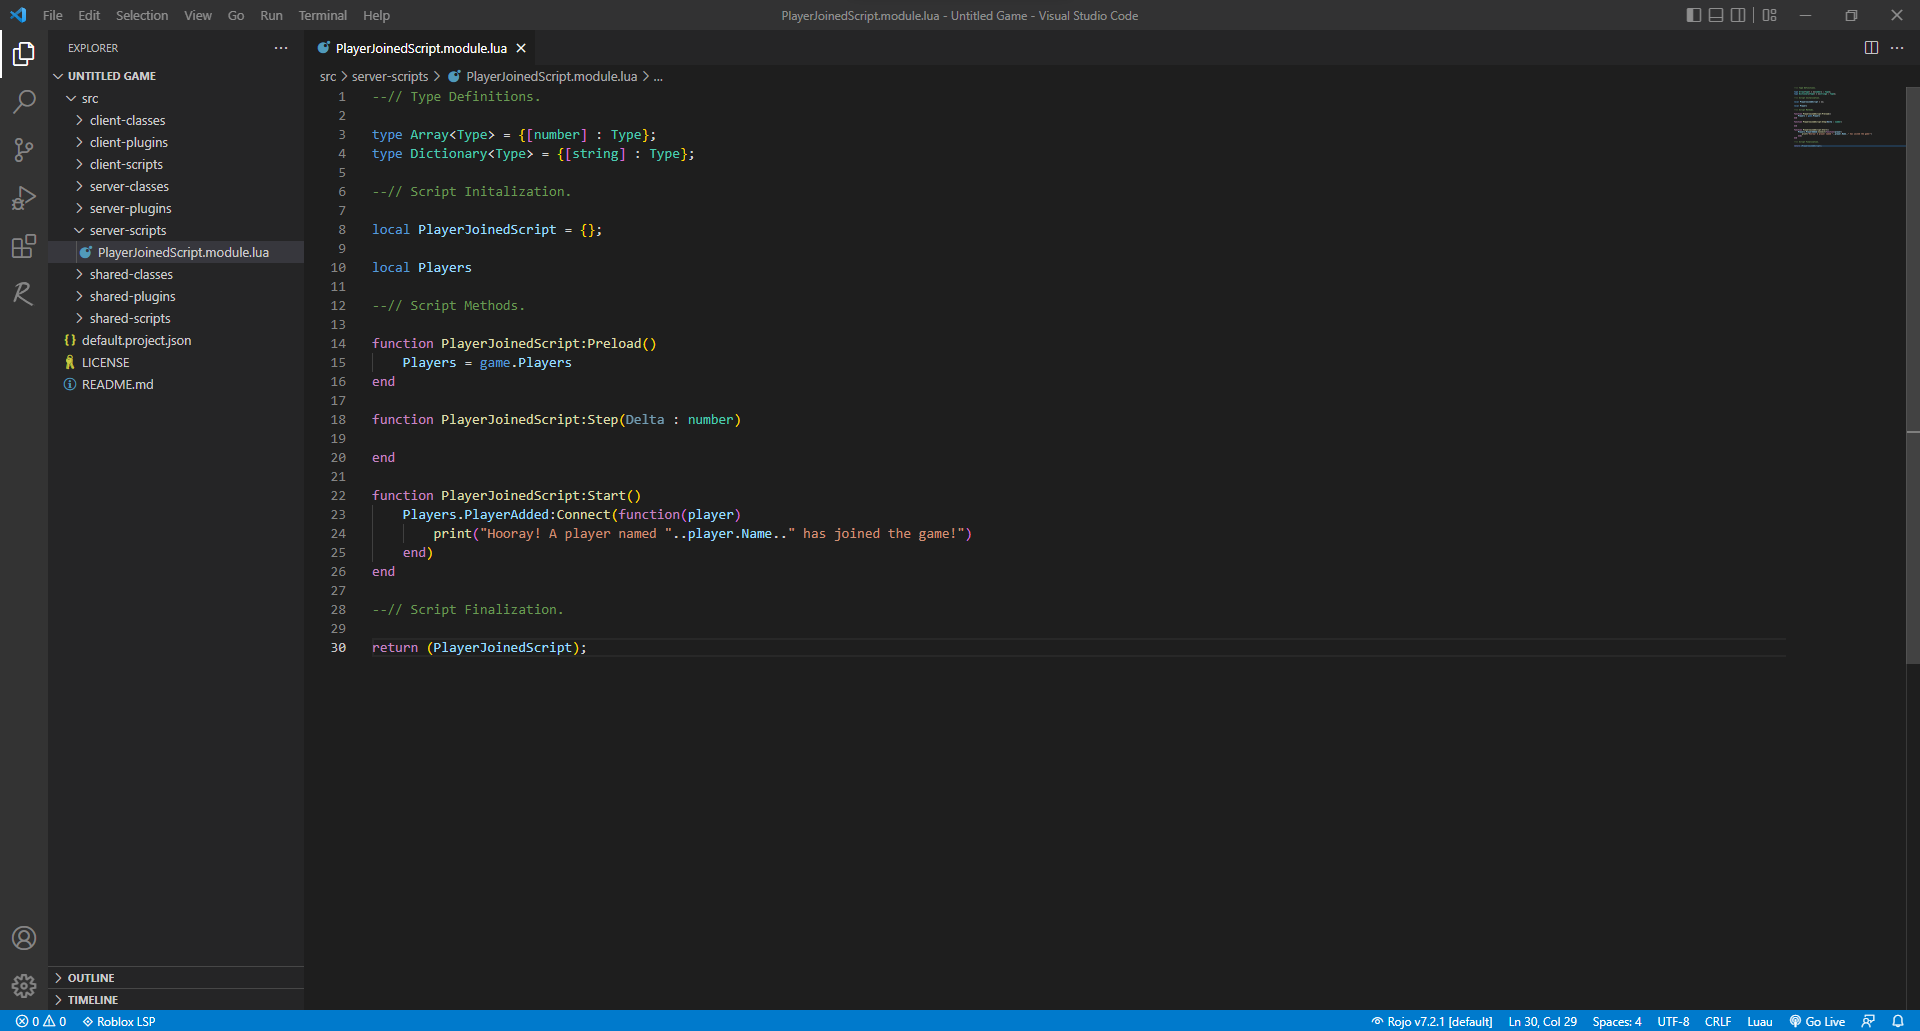 File Edit Selection View Go Run Terminal Help
PlayerJoinedScript.module.lua - Untitled Game - Visual Studio Code
EXPLORER
UNTITLED GAME
src
client-classes
client-plugins
client-scripts
server-classes
server-plugins
server-scripts
PlayerJoinedScript.module.lua
shared-classes
shared-plugins
shared-scripts
default.project.json
LICENSE
README.md
OUTLINE
TIMELINE
PlayerJoinedScript.module.lua
src > server-scripts > PlayerJoinedScript.module.lua > ...
1 --// Type Definitions.
2
3 type Array<Type> = {[number] : Type};
4 type Dictionary<Type> = {[string] : Type};
5
6 --// Script Initalization.
7
8 local PlayerJoinedScript = {};
9
10 local Players
11
12 --// Script Methods.
13
14 function PlayerJoinedScript:Preload()
15 Players = game.Players
16 end
17
18 function PlayerJoinedScript:Step(Delta : number)
19
20 end
21
22 function PlayerJoinedScript:Start()
23 Players.PlayerAdded:Connect(function(player)
24 print("Hooray! A player named "..player.Name.." has joined the game!")
25 end)
26 end
27
28 --// Script Finalization.
29
30 return (PlayerJoinedScript);
0 0 Roblox LSP
Rojo v7.2.1 [default] Ln 30, Col 29 Spaces: 4 UTF-8 CRLF Luau Go Live